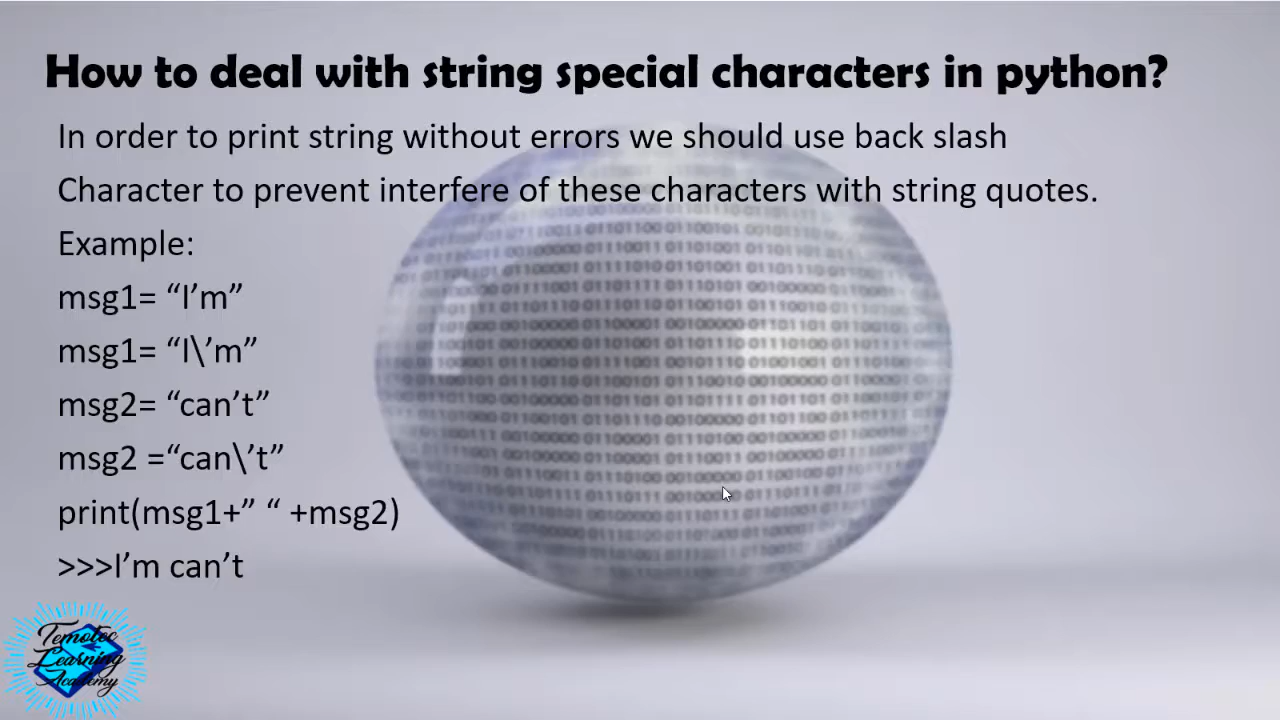 How to deal with string special characters in python?
In order to print string without errors we should use back slash
Character to prevent interfere of these characters with string quotes.
Example:
msg1= “I’m”
msg1= “I\’m”
msg2= “can’t”
msg2 =“can\’t”
print(msg1+” “ +msg2)
>>>I’m can’t
Temotec
Learning
Academy